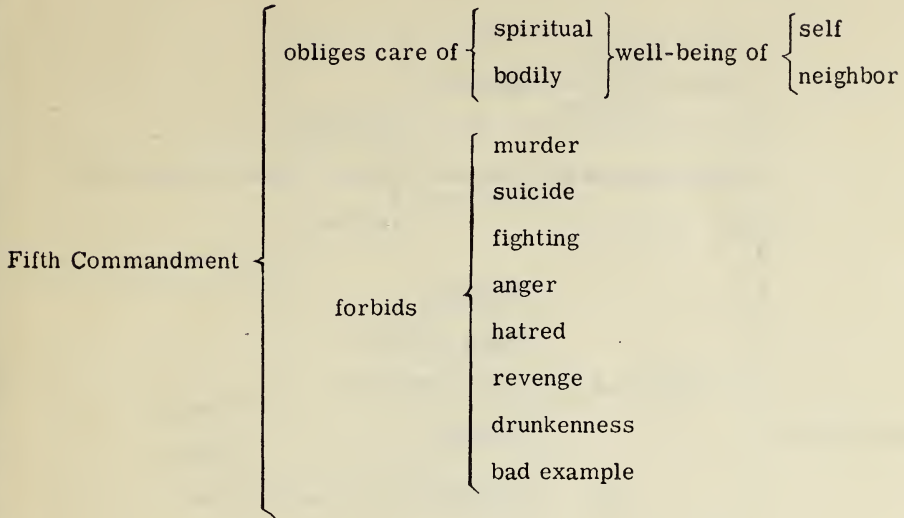 obliges care of spiritual well-being of self
bodily neighbor
Fifth Commandment
forbids
murder
suicide
fighting
anger
hatred
revenge
drunkenness
bad example